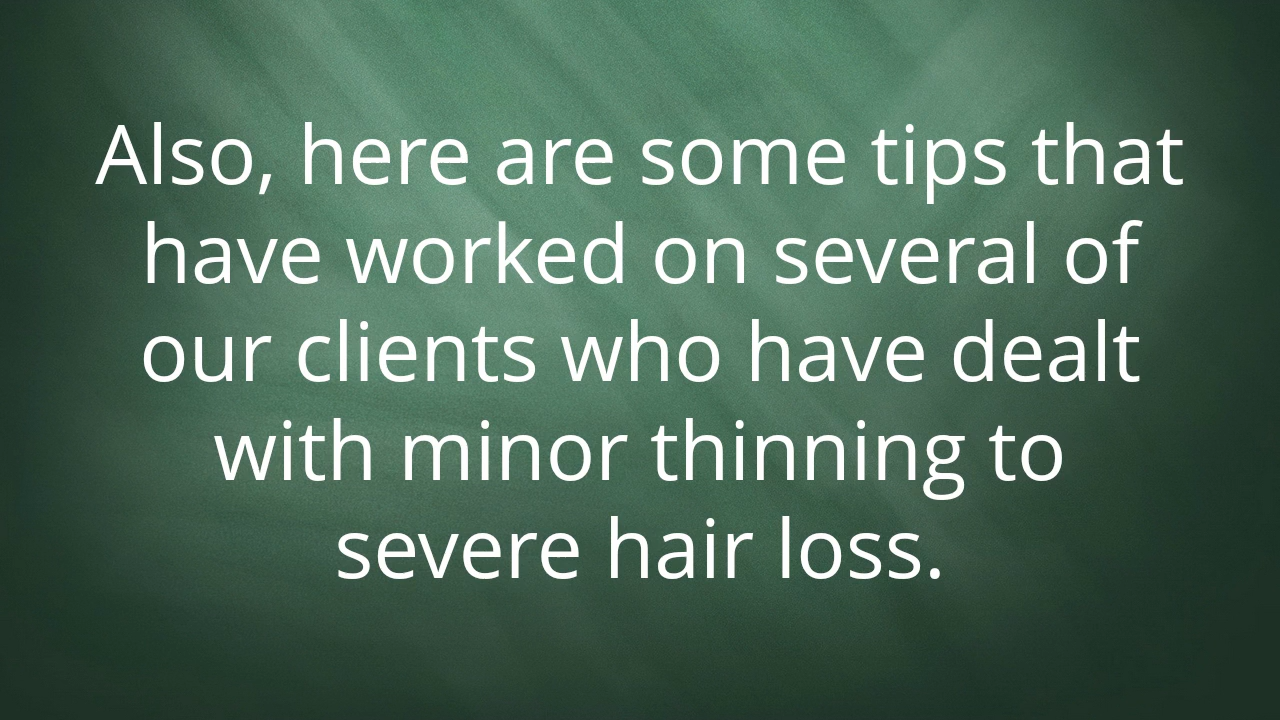 Also, here are some tips that
have worked on several of
our clients who have dealt
with minor thinning to
severe hair loss.